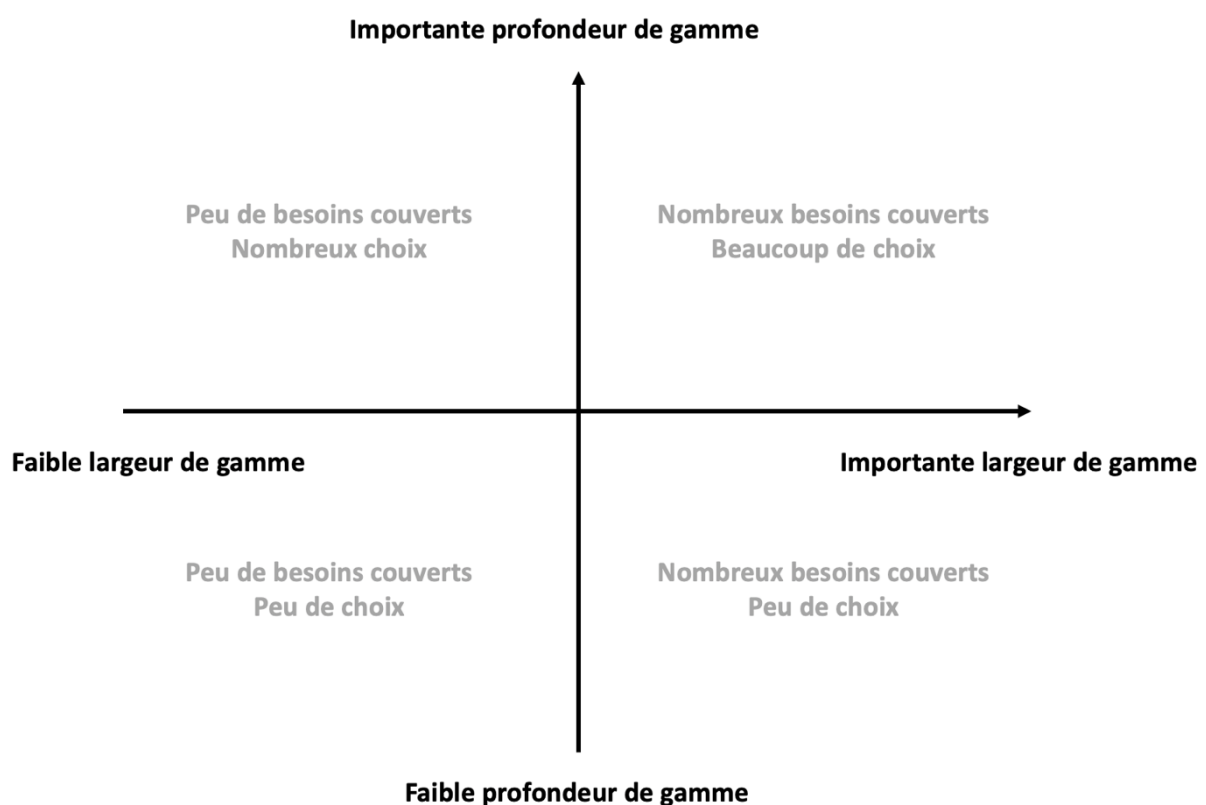 Importante profondeur de gamme
Peu de besoins couverts
Nombreux choix
Nombreux besoins couverts
Beaucoup de choix
Faible largeur de gamme
Importante largeur de gamme
Peu de besoins couverts
Peu de choix
Nombreux besoins couverts
Peu de choix
Faible profondeur de gamme